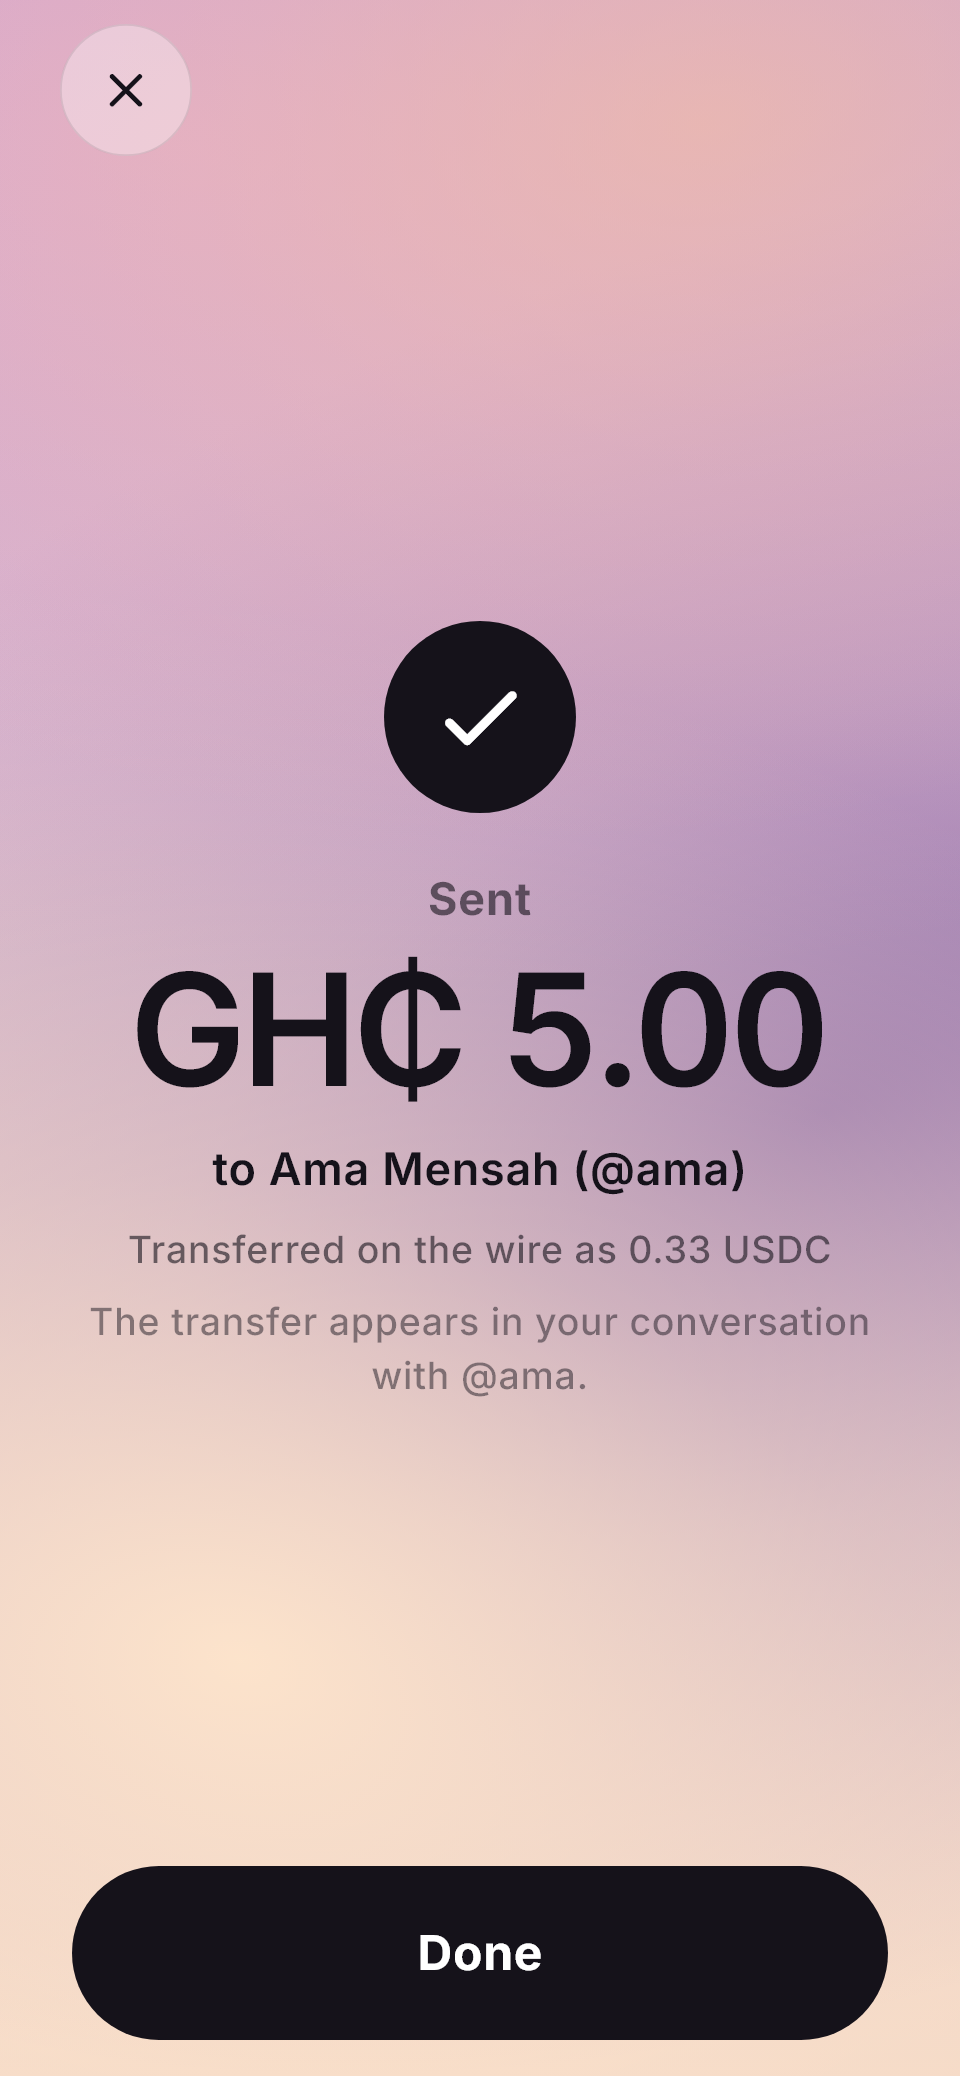 Sent
GH₵ 5.00
to Ama Mensah (@ama)
Transferred on the wire as 0.33 USDC
The transfer appears in your conversation
with @ama.
Done